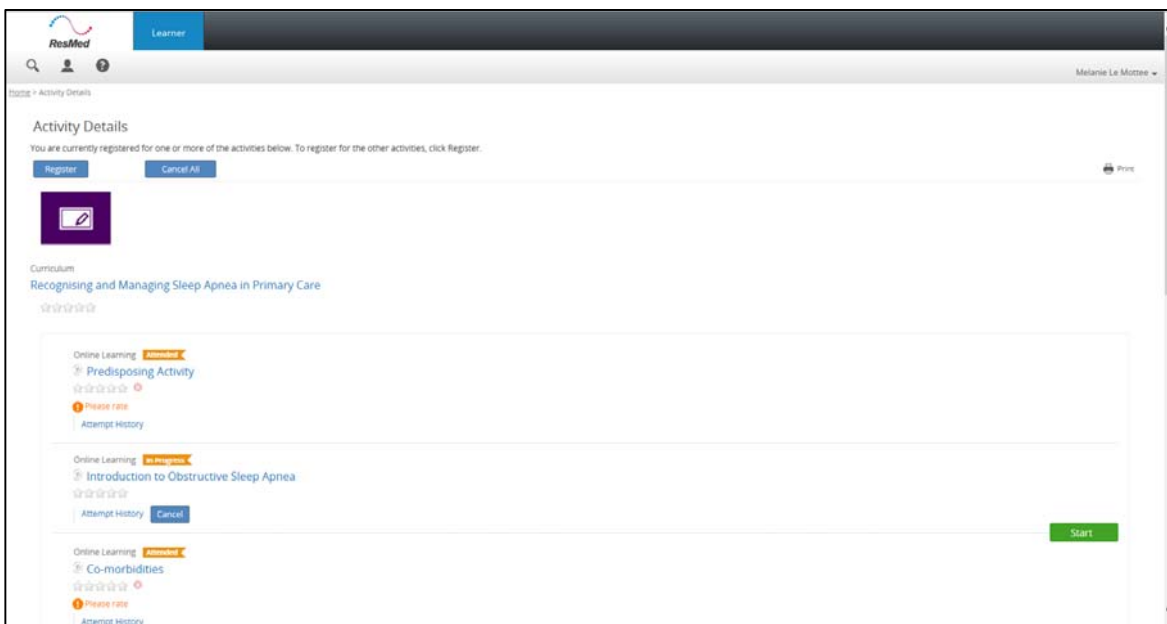 ResMed
Learner
Melanie Le Mottee
Home > Activity Details
Activity Details
You are currently registered for one or more of the activities below. To register for the other activities, click Register.
Register Cancel All Print
Curriculum
Recognising and Managing Sleep Apnea in Primary Care
Online Learning Attended
Predisposing Activity
Please rate
Attempt History
Online Learning In Progress
Introduction to Obstructive Sleep Apnea
Attempt History Cancel
Start
Online Learning Attended
Co-morbidities
Please rate
Attempt History